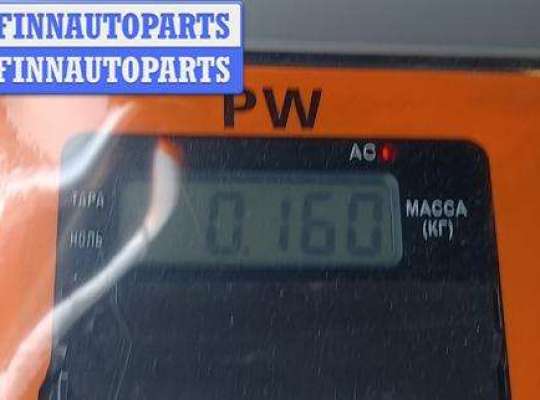 FINNAUTOPARTS
FINNAUTOPARTS
PW
AC
ТАРА
0.160
МАССА
(КГ)
НОЛЬ